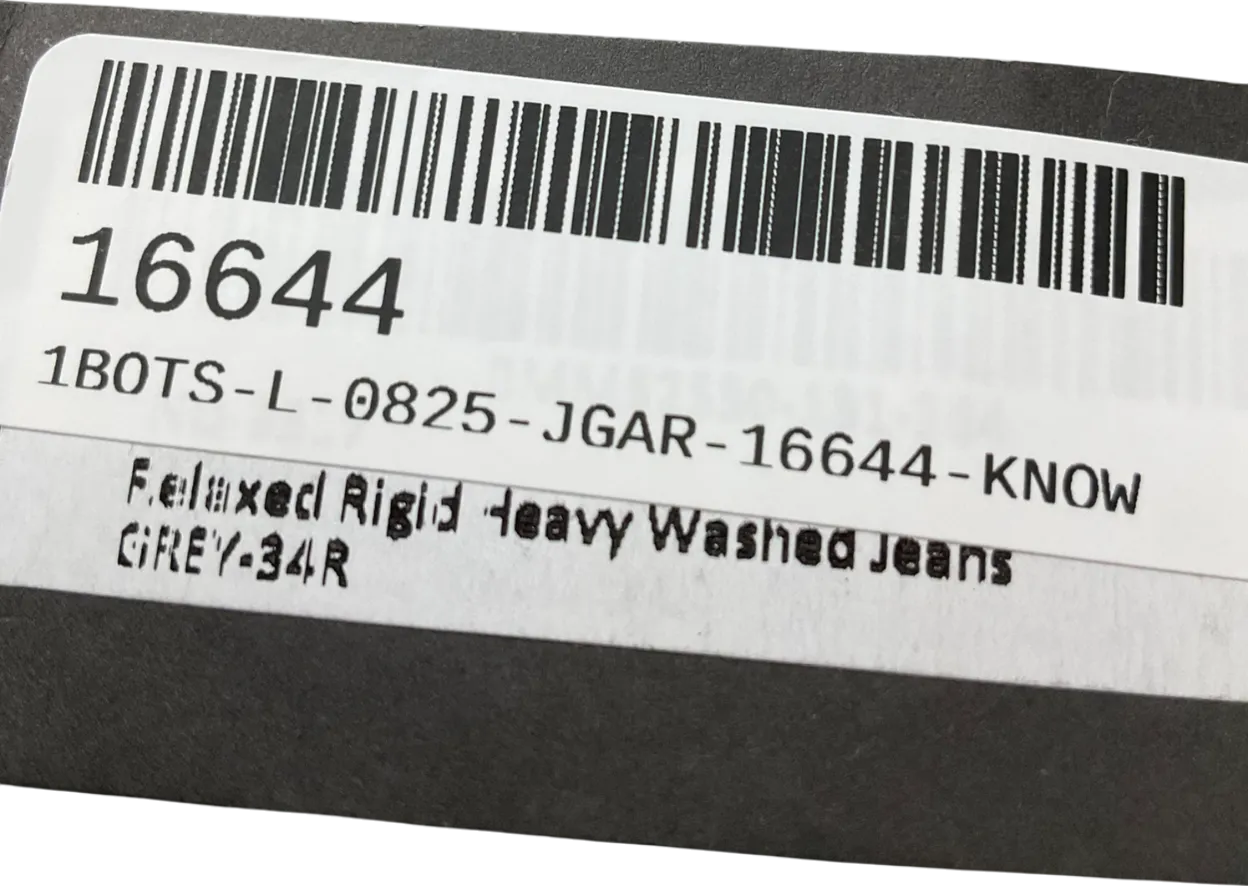 16644
1BOTS-L-0825-JGAR-16644-KNOW
Relaxed Rigid Heavy Washed Jeans
GREY-34R